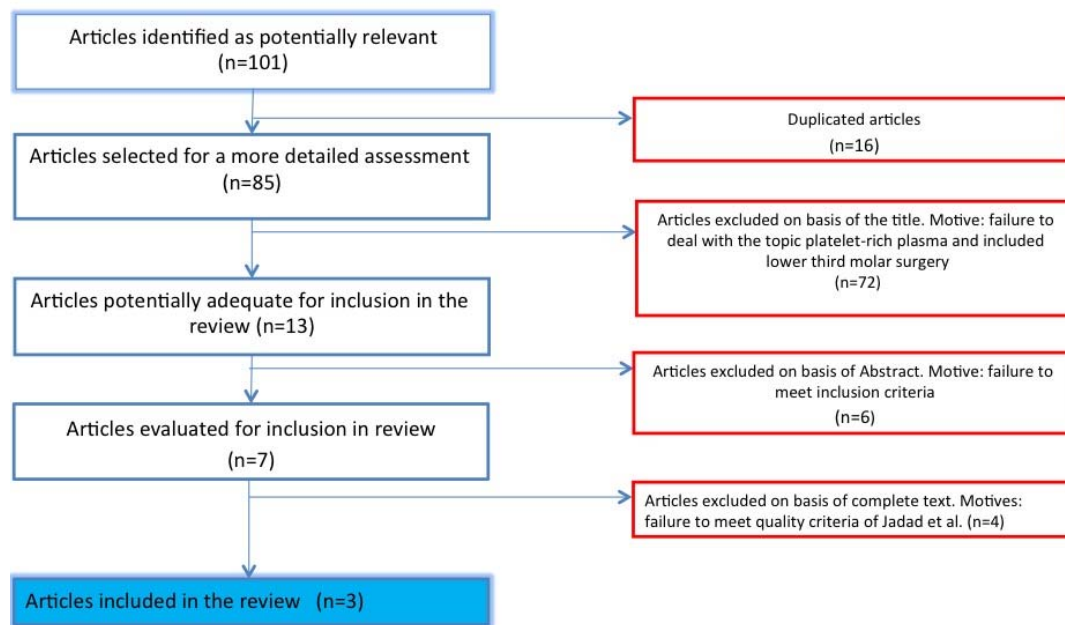 Articles identified as potentially relevant
(n=101)
Duplicated articles
(n=16)
Articles selected for a more detailed assessment
(n=85)
Articles excluded on basis of the title. Motive: failure to
deal with the topic platelet-rich plasma and included
lower third molar surgery
(n=72)
Articles potentially adequate for inclusion in the
review (n=13)
Articles excluded on basis of Abstract. Motive: failure to
meet inclusion criteria
(n=6)
Articles evaluated for inclusion in review
(n=7)
Articles excluded on basis of complete text. Motives:
failure to meet quality criteria of Jadad et al. (n=4)
Articles included in the review (n=3)